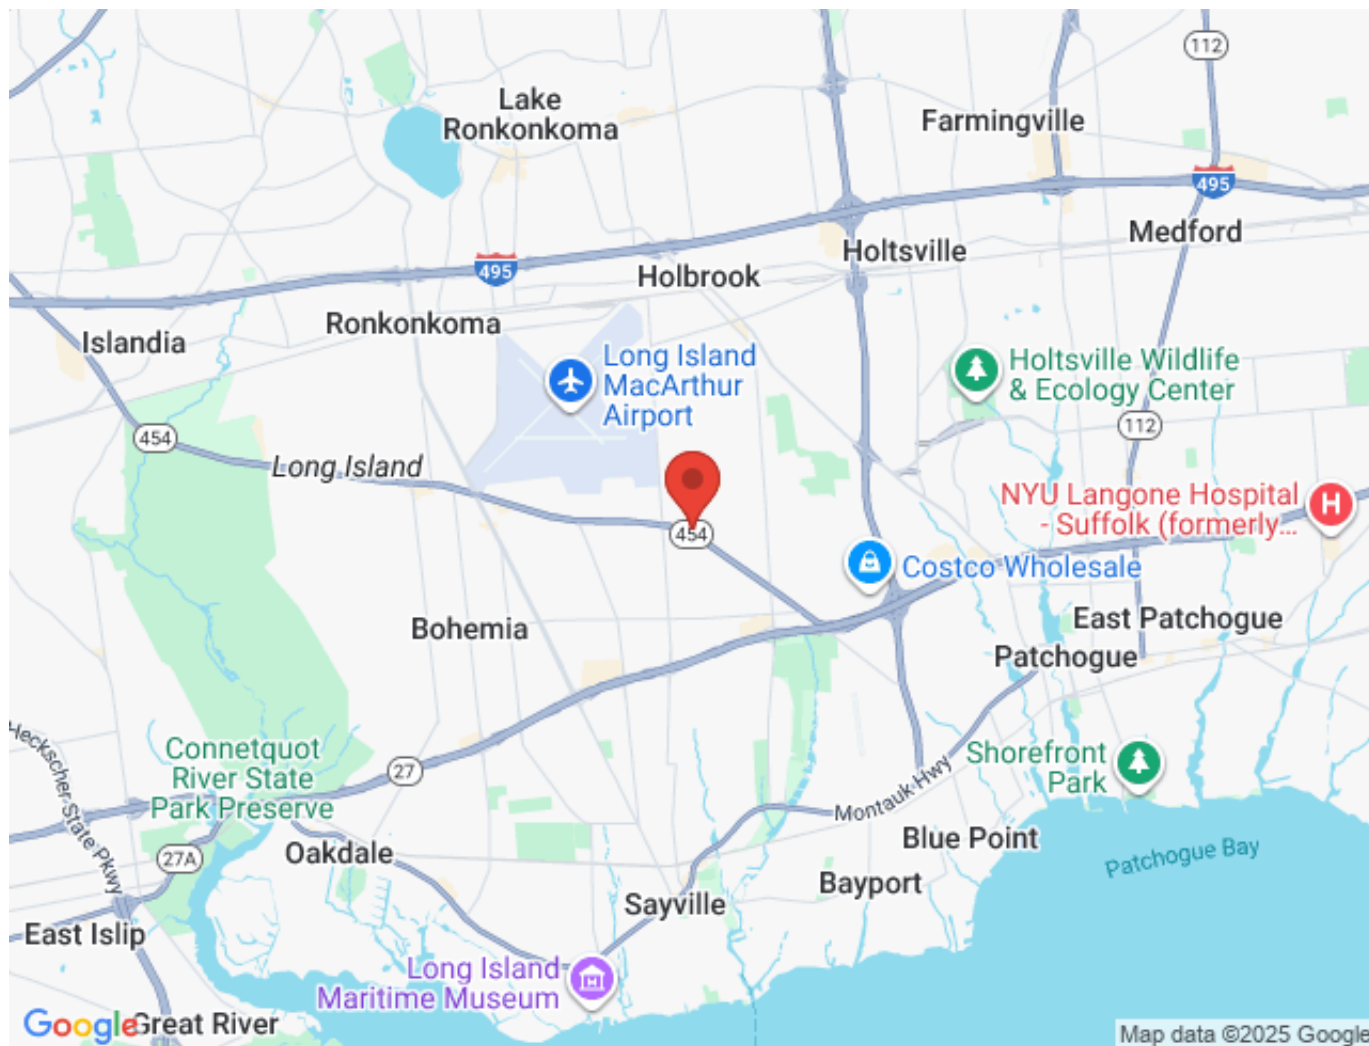 112
Lake
Ronkonkoma
Farmingville
495
Medford
Holtsville
495
Holbrook
Ronkonkoma
Islandia
Long Island
MacArthur
Airport
Holtsville Wildlife
& Ecology Center
112
454
Long Island
NYU Langone Hospital
- Suffolk (formerly...
454
Costco Wholesale
Bohemia
East Patchogue
Patchogue
Heckscher State Pkwy
Connetquot
River State
Park Preserve
27
Shorefront
Park
Montauk Hwy
Blue Point
Patchogue Bay
27A
Oakdale
Bayport
Sayville
East Islip
Long Island
Maritime Museum
Google
Great River
Map data ©2025 Google